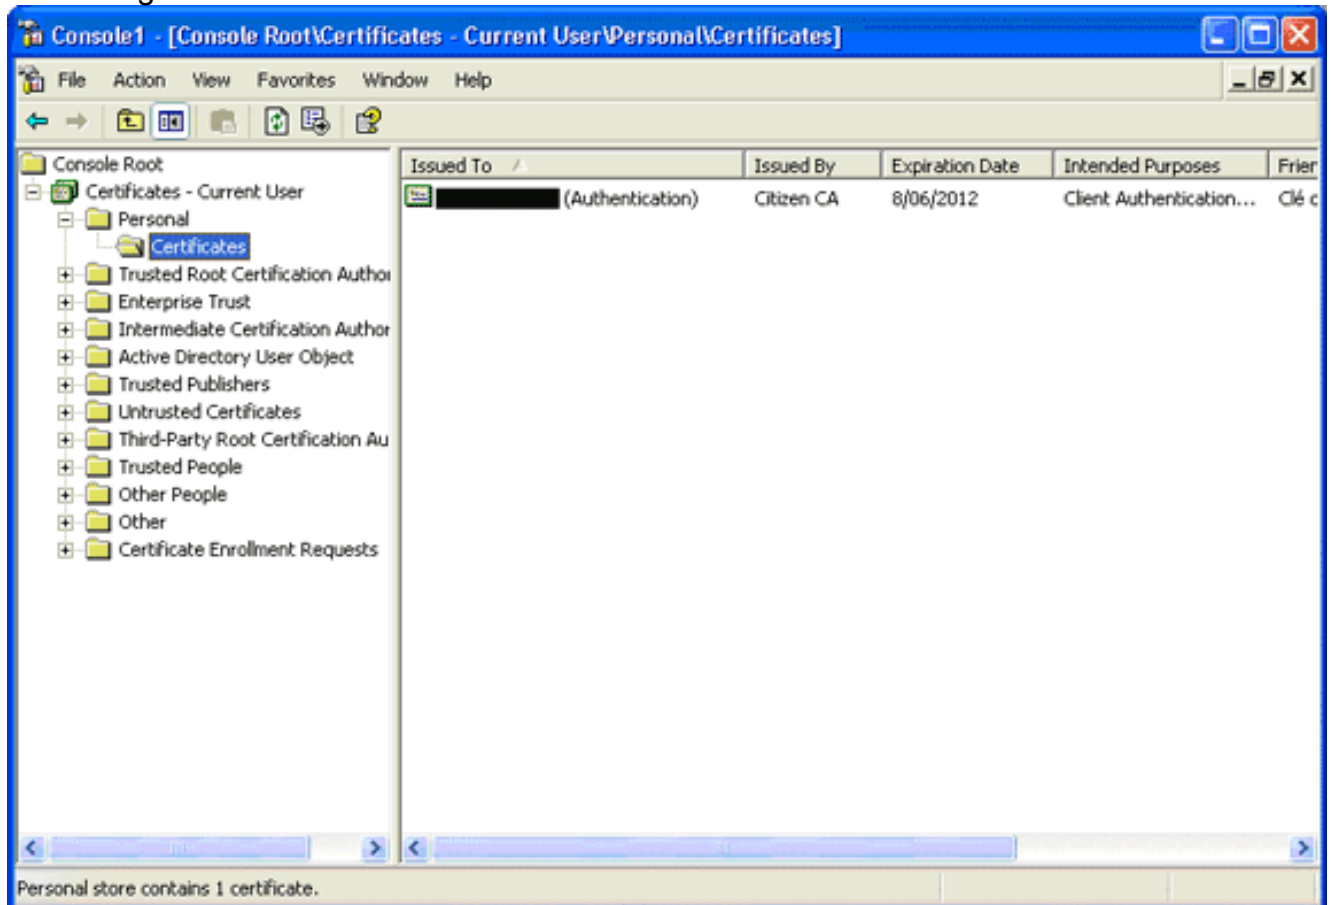 Console1 - [Console Root\Certificates - Current User\Personal\Certificates]
File Action View Favorites Window Help
Console Root
Certificates - Current User
Personal
Certificates
Trusted Root Certification Author
Enterprise Trust
Intermediate Certification Author
Active Directory User Object
Trusted Publishers
Untrusted Certificates
Third-Party Root Certification Au
Trusted People
Other People
Other
Certificate Enrollment Requests
Issued To Issued By Expiration Date Intended Purposes Frien
(Authentication) Citizen CA 8/06/2012 Client Authentication... Clé c
Personal store contains 1 certificate.